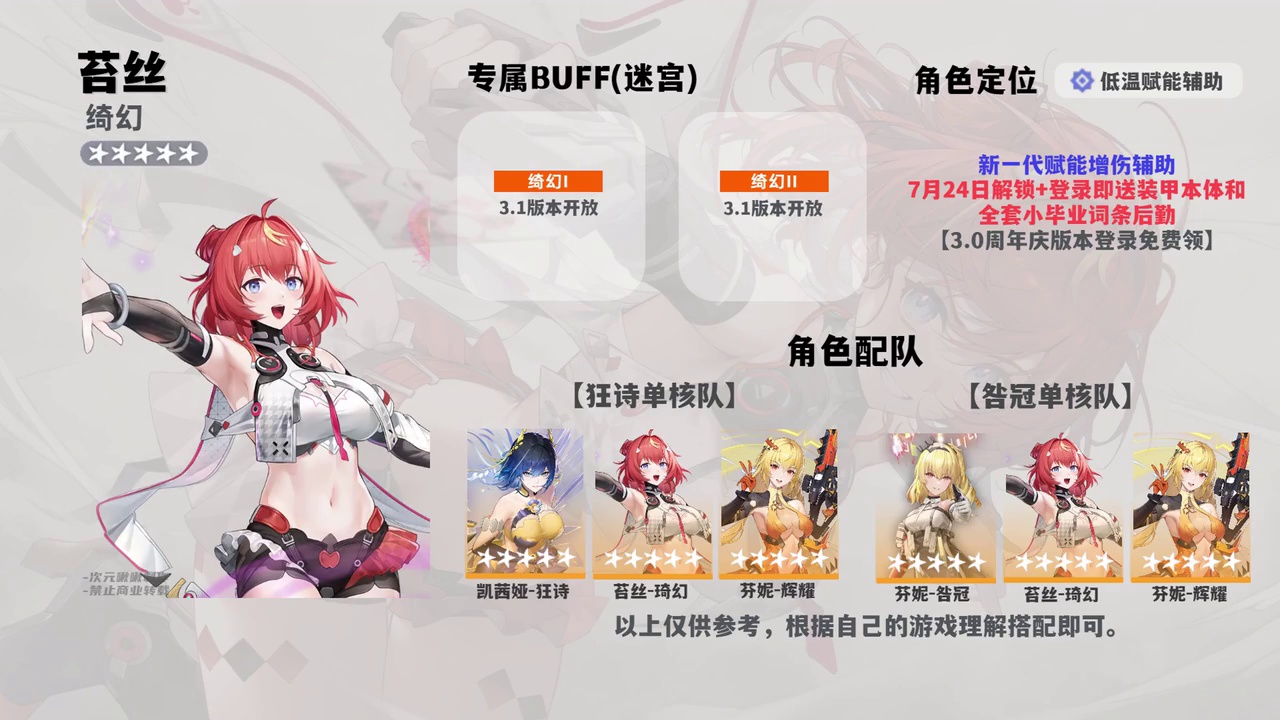 苔丝
绮幻
专属BUFF(迷宫)
绮幻I
3.1版本开放
绮幻II
3.1版本开放
角色定位
低温赋能辅助
新一代赋能增伤辅助
7月24日解锁+登录即送装甲本体和
全套小毕业词条后勤
【3.0周年庆版本登录免费领】
角色配队
【狂诗单核队】
【咎冠单核队】
凯茜娅-狂诗
苔丝-琦幻
芬妮-辉耀
芬妮-咎冠
苔丝-琦幻
芬妮-辉耀
以上仅供参考，根据自己的游戏理解搭配即可。
-次元嗽嗽
-禁止商业转载